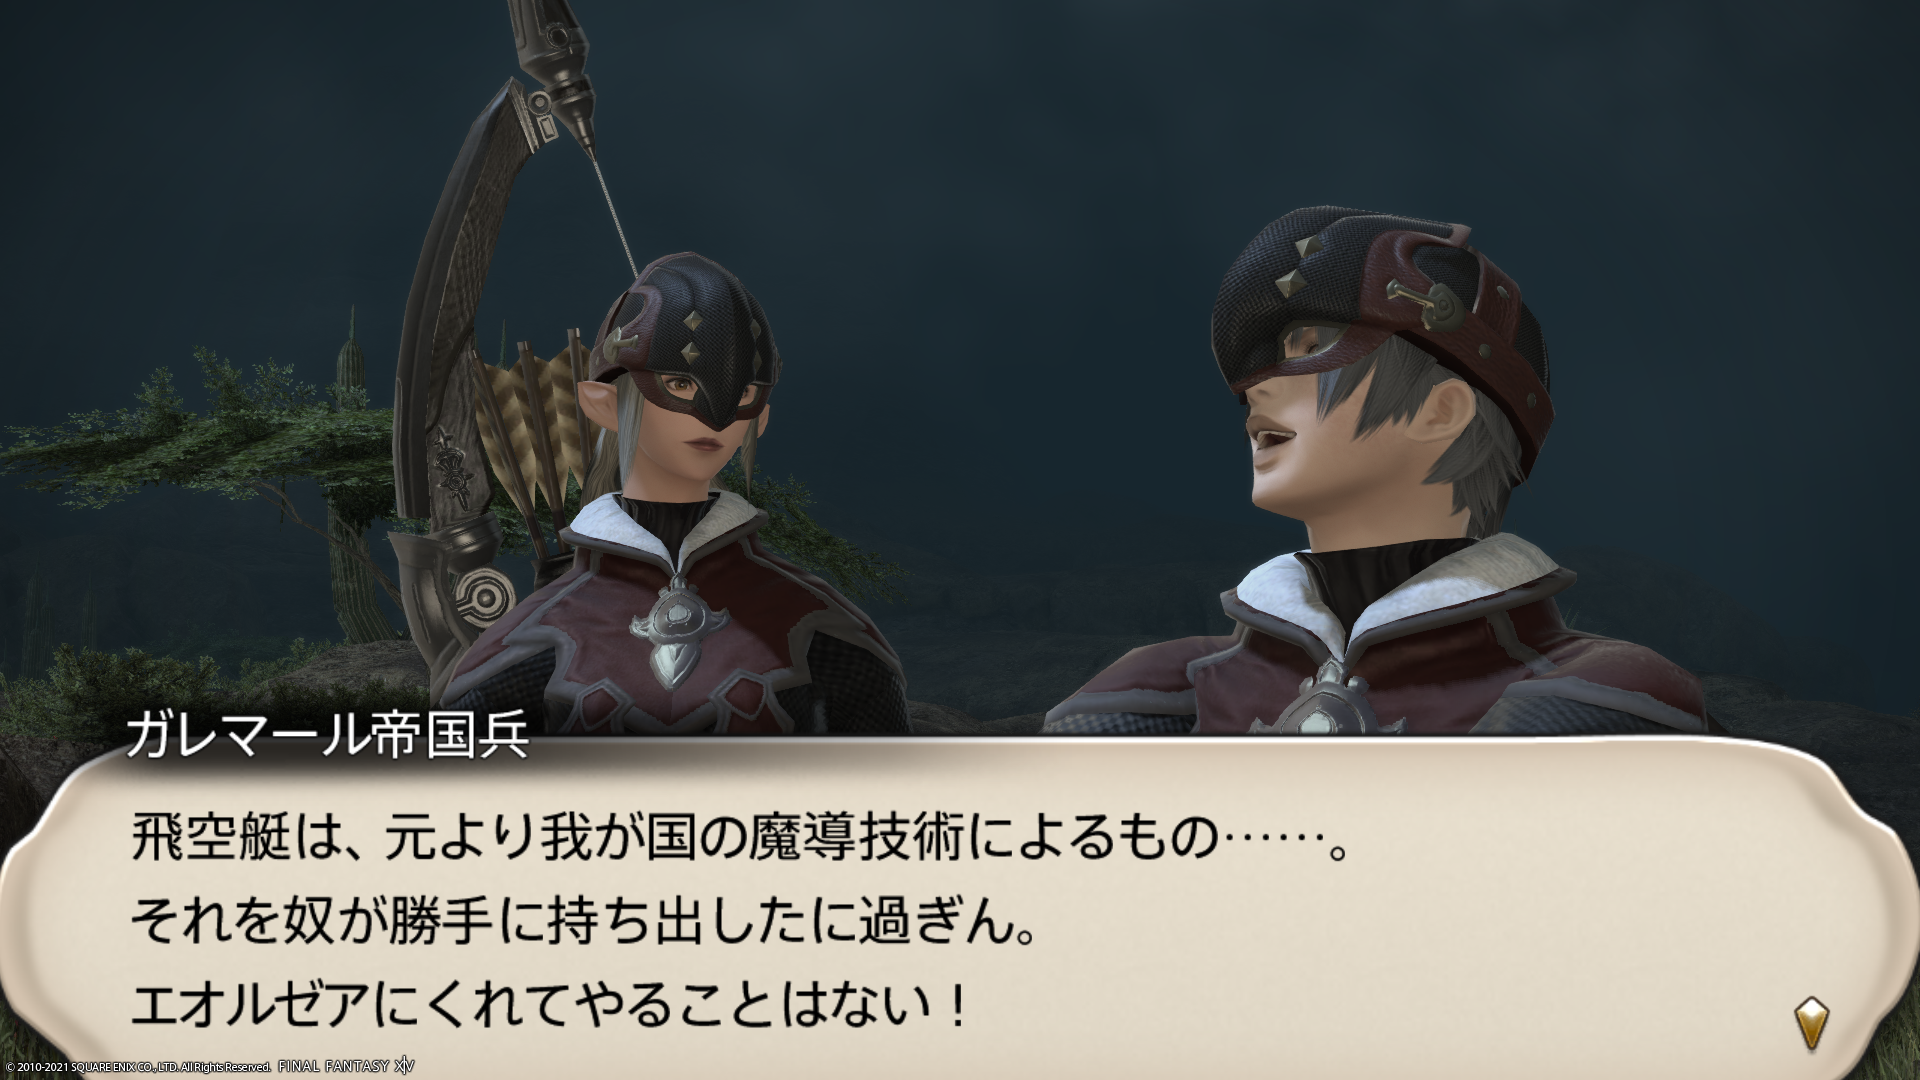 ガレマール帝国兵
飛空艇は、元より我が国の魔導技術によるもの……。
それを奴が勝手に持ち出したに過ぎん。
エオルゼアにくれてやることはない！
© 2010-2021 SQUARE ENIX CO., LTD. All Rights Reserved. FINAL FANTASY XIV